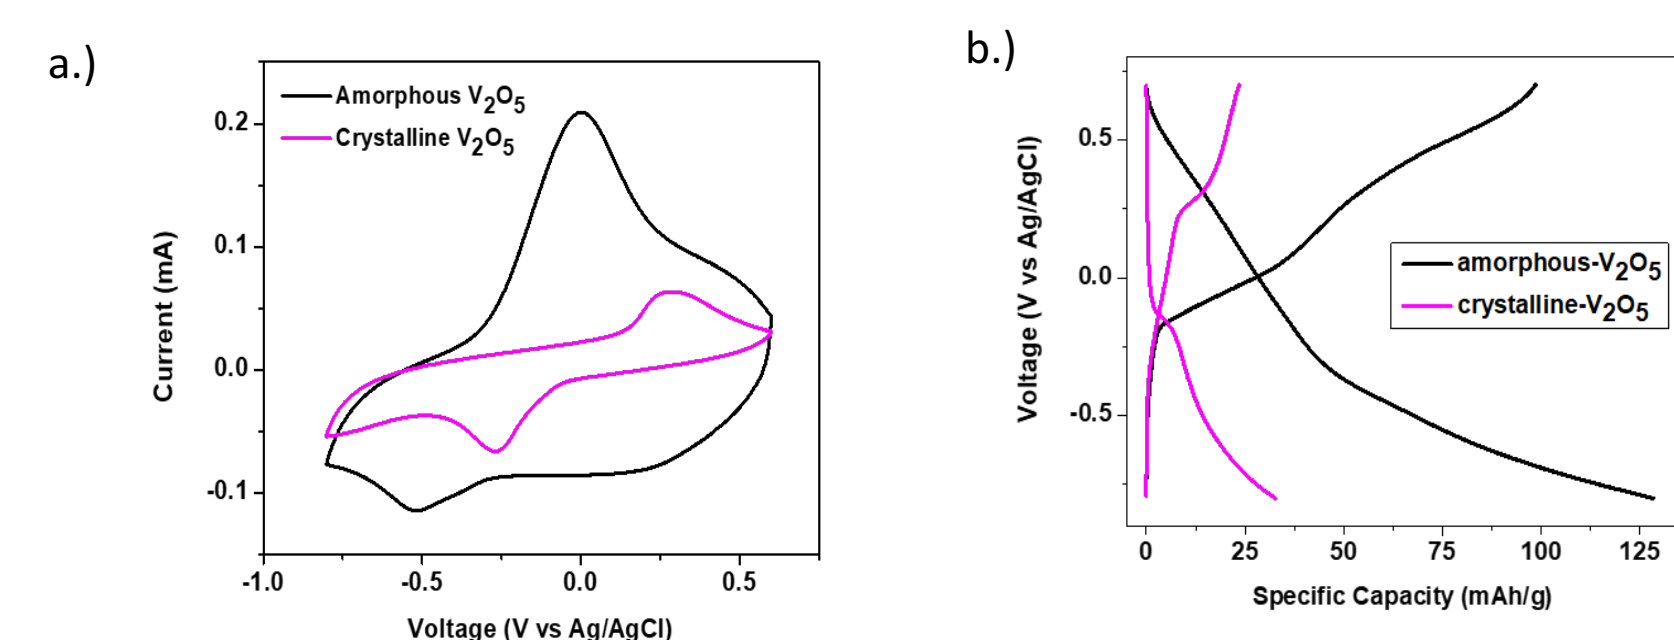 a.)
Amorphous V2O5
Crystalline V2O5
0.2
0.1
0.0
-0.1
Current (mA)
-1.0 -0.5 0.0 0.5
Voltage (V vs Ag/AgCl)
b.)
0.5
0.0
-0.5
Voltage (V vs Ag/AgCl)
amorphous-V2O5
crystalline-V2O5
0 25 50 75 100 125
Specific Capacity (mAh/g)